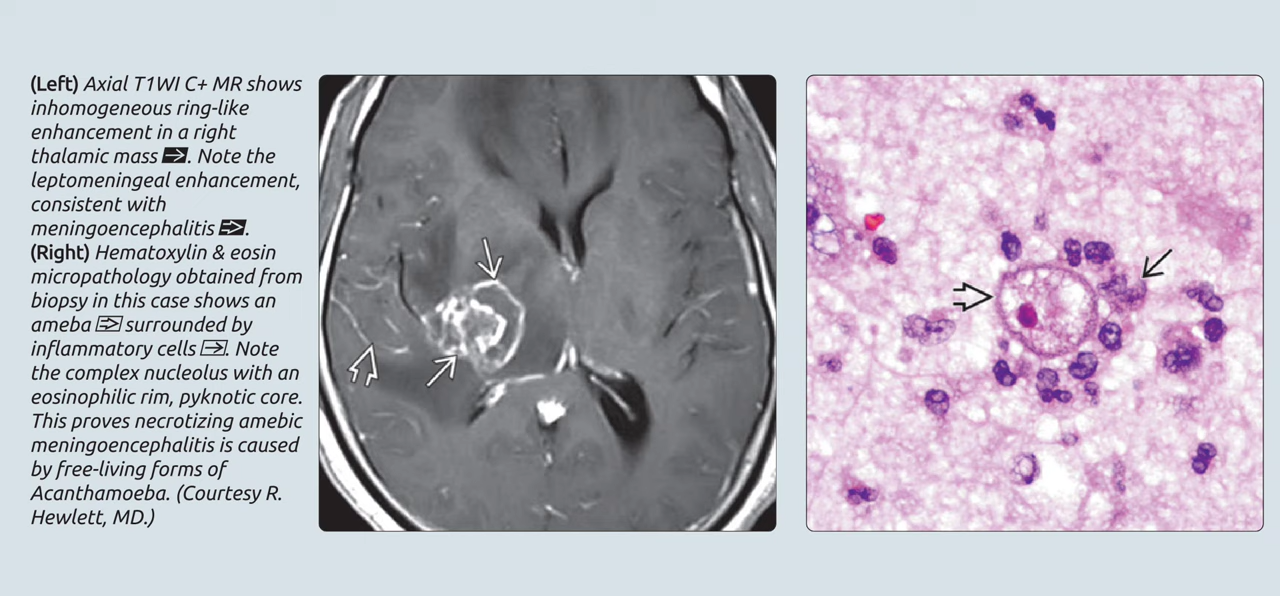 (Left) Axial T1WI C+ MR shows
inhomogeneous ring-like
enhancement in a right
thalamic mass ➡. Note the
leptomeningeal enhancement,
consistent with
meningoencephalitis ⇨.
(Right) Hematoxylin & eosin
micropathology obtained from
biopsy in this case shows an
ameba ⇨ surrounded by
inflammatory cells ➡. Note
the complex nucleolus with an
eosinophilic rim, pyknotic core.
This proves necrotizing amebic
meningoencephalitis is caused
by free-living forms of
Acanthamoeba. (Courtesy R.
Hewlett, MD.)